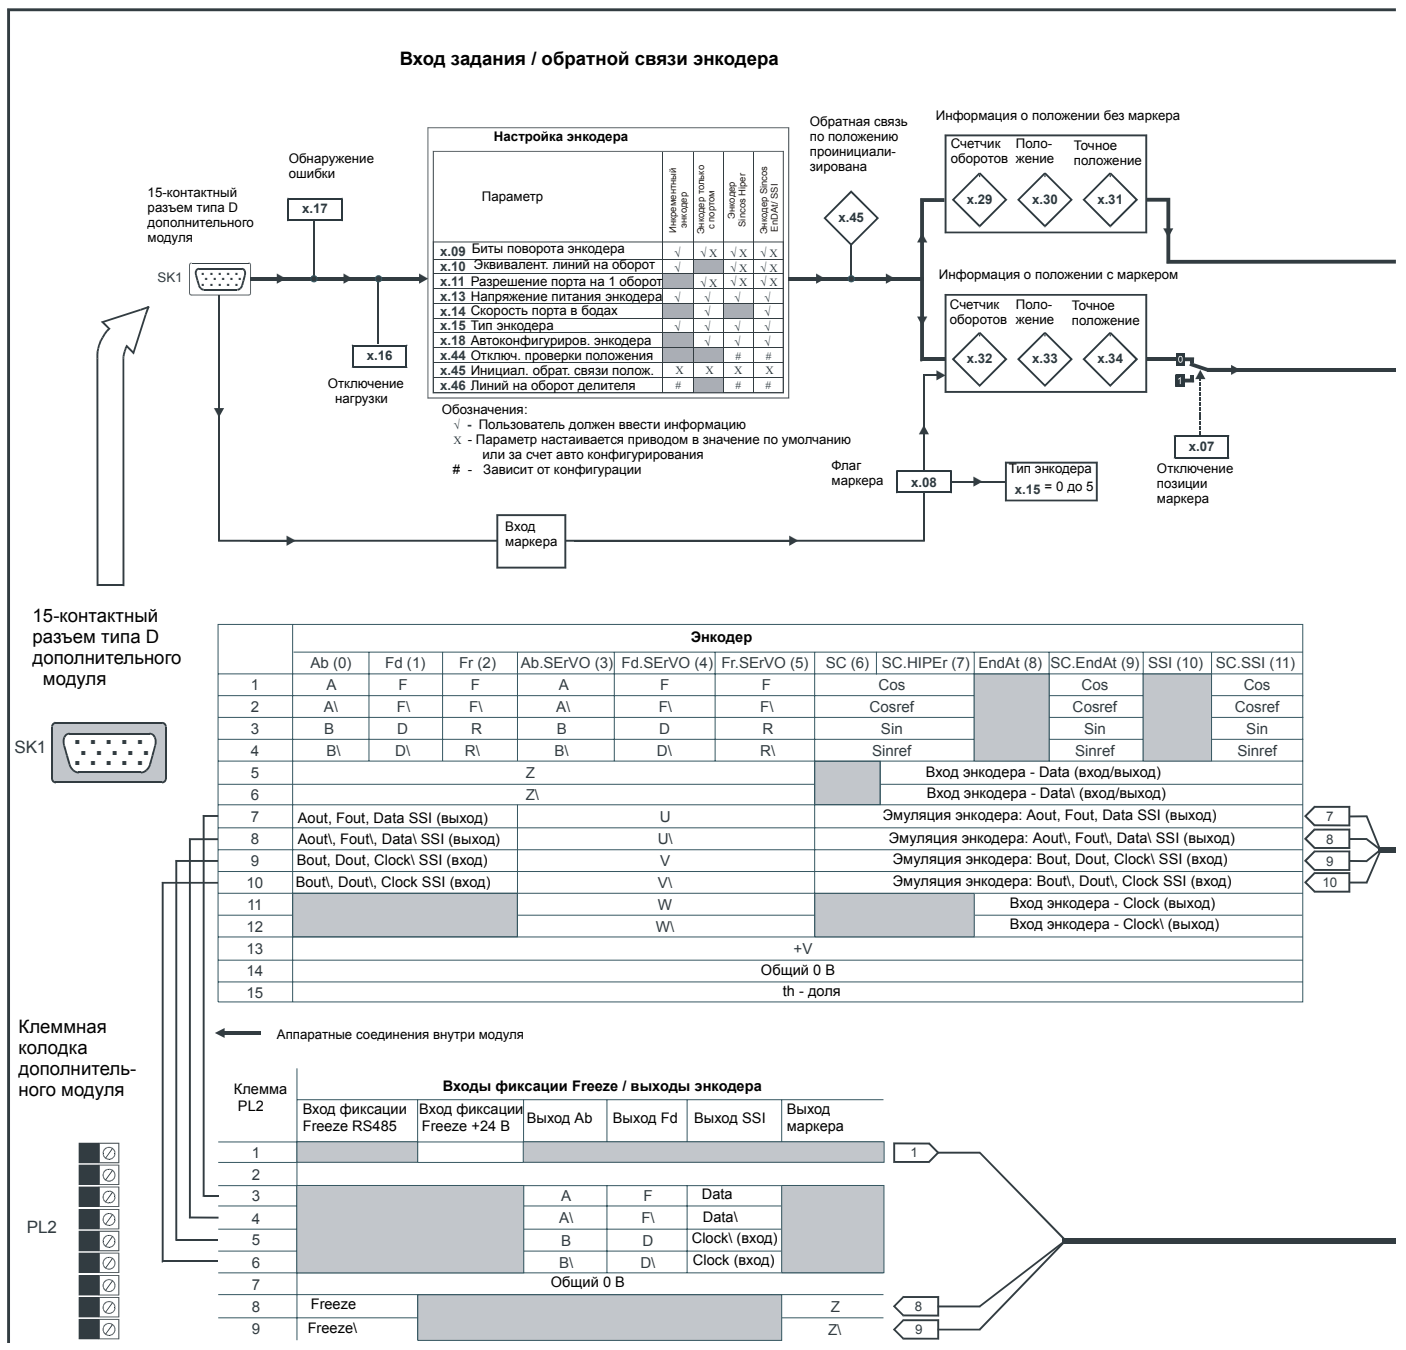 Вход задания / обратной связи энкодера
15-контактный
разъем типа D
дополнительного
модуля
SK1
Обнаружение
ошибки
x.17
x.16
Отключение
нагрузки
Настройка энкодера
Параметр
Инкрементный
энкодер
Энкодер только
с портом
Энкодер
Sincos Hiper
Энкодер Sincos
EnDAt/ SSI
x.09 Биты поворота энкодера √ √ X √ X √ X
x.10 Эквивалент. линий на оборот √ √ X √ X
x.11 Разрешение порта на 1 оборот √ X √ X √ X
x.13 Напряжение питания энкодера √ √ √ √
x.14 Скорость порта в бодах √ √
x.15 Тип энкодера √ √ √ √
x.18 Автоконфигуриров. энкодера √ √ √
x.44 Отключ. проверки положения # #
x.45 Инициал. обрат. связи полож. X X X X
x.46 Линий на оборот делителя # # #
Обозначения:
√ - Пользователь должен ввести информацию
X - Параметр настаивается приводом в значение по умолчанию
или за счет авто конфигурирования
# - Зависит от конфигурации
Обратная связь
по положению
проинициали-
зирована
x.45
Информация о положении без маркера
Счетчик
оборотов
Поло-
жение
Точное
положение
x.29 x.30 x.31
Информация о положении с маркером
Счетчик
оборотов
Поло-
жение
Точное
положение
x.32 x.33 x.34
0
1
x.07
Отключение
позиции
маркера
Флаг
маркера
x.08
Тип энкодера
x.15 = 0 до 5
Вход
маркера
15-контактный
разъем типа D
дополнительного
модуля
SK1
Энкодер
Ab (0) Fd (1) Fr (2) Ab.SErVO (3) Fd.SErVO (4) Fr.SErVO (5) SC (6) SC.HIPEr (7) EndAt (8) SC.EndAt (9) SSI (10) SC.SSI (11)
1 A F F A F F Cos Cos Cos
2 A\ F\ F\ A\ F\ F\ Cosref Cosref Cosref
3 B D R B D R Sin Sin Sin
4 B\ D\ R\ B\ D\ R\ Sinref Sinref Sinref
5 Z Вход энкодера - Data (вход/выход)
6 Z\ Вход энкодера - Data\ (вход/выход)
7 Aout, Fout, Data SSI (выход) U Эмуляция энкодера: Aout, Fout, Data SSI (выход) 7
8 Aout\, Fout\, Data\ SSI (выход) U\ Эмуляция энкодера: Aout\, Fout\, Data\ SSI (выход) 8
9 Bout, Dout, Clock\ SSI (вход) V Эмуляция энкодера: Bout, Dout, Clock\ SSI (вход) 9
10 Bout\, Dout\, Clock SSI (вход) V\ Эмуляция энкодера: Bout\, Dout\, Clock SSI (вход) 10
11 W Вход энкодера - Clock (выход)
12 W\ Вход энкодера - Clock\ (выход)
13 +V
14 Общий 0 В
15 th - доля
Аппаратные соединения внутри модуля
Клеммная
колодка
дополнитель-
ного модуля
PL2
Клемма
PL2
Входы фиксации Freeze / выходы энкодера
Вход фиксации
Freeze RS485
Вход фиксации
Freeze +24 В
Выход Ab
Выход Fd
Выход SSI
Выход
маркера
1 1
2
3 A F Data
4 A\ F\ Data\
5 B D Clock\ (вход)
6 B\ D\ Clock (вход)
7 Общий 0 В
8 Freeze Z 8
9 Freeze\ Z\ 9